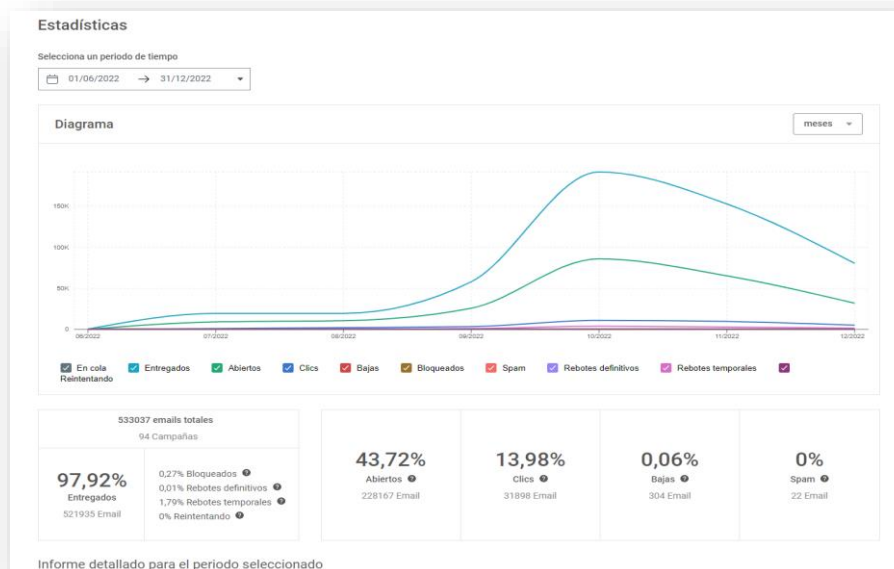 Estadísticas
Selecciona un periodo de tiempo
01/06/2022 → 31/12/2022
Diagrama
meses
150K
100K
50K
0
06/2022 07/2022 08/2022 09/2022 10/2022 11/2022 12/2022
En cola Entregados Abiertos Clics Bajas Bloqueados Spam Rebotes definitivos Rebotes temporales
Reintentando
533037 emails totales
94 Campañas
97,92%
Entregados
521935 Email
0,27% Bloqueados
0,01% Rebotes definitivos
1,79% Rebotes temporales
0% Reintentando
43,72%
Abiertos
228167 Email
13,98%
Clics
31898 Email
0,06%
Bajas
304 Email
0%
Spam
22 Email
Informe detallado para el periodo seleccionado